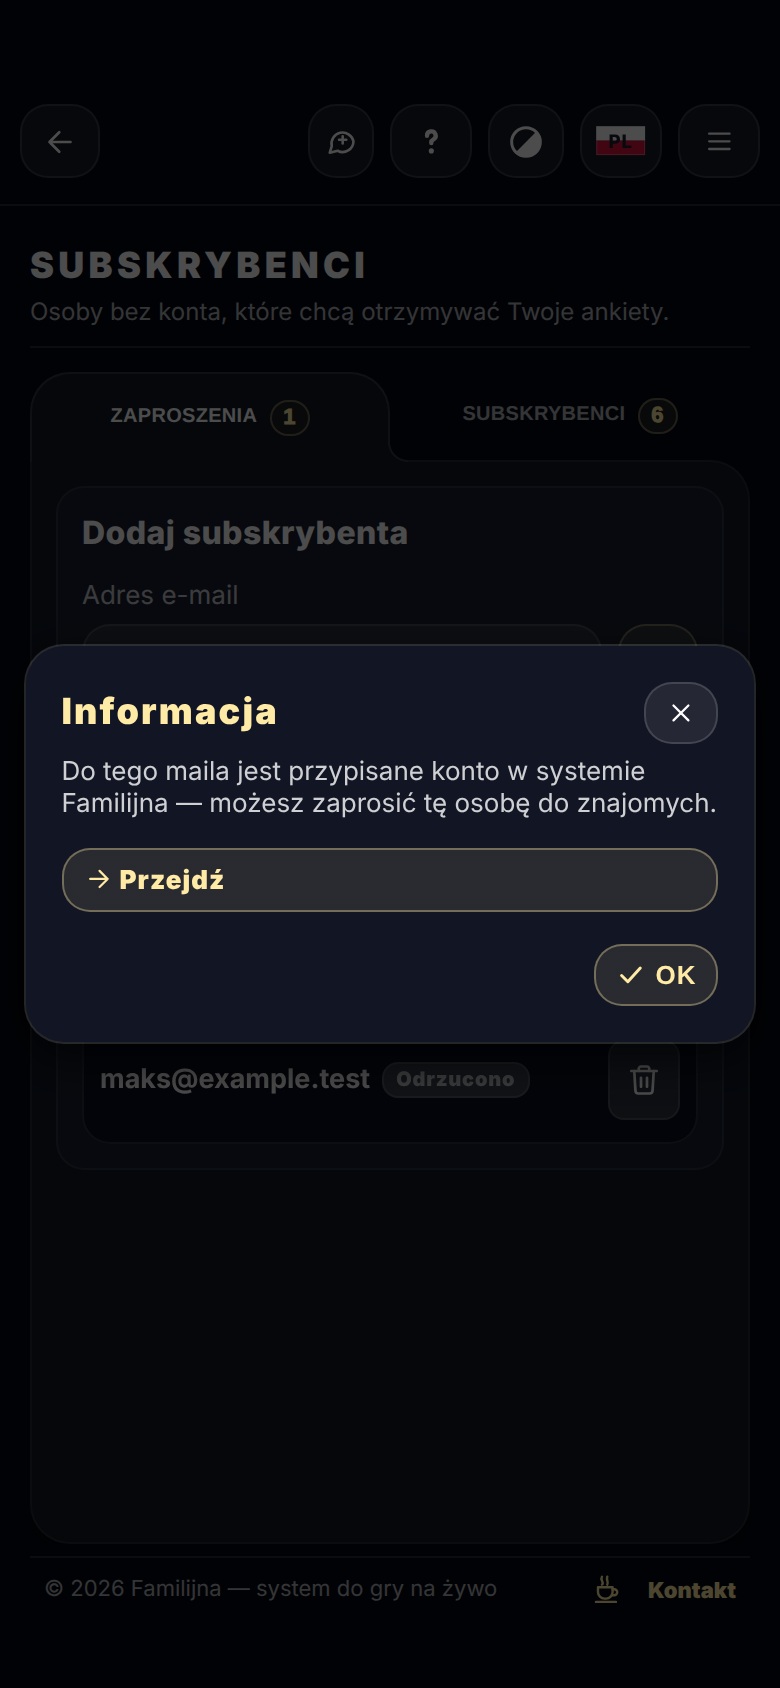 ?
PL
SUBSKRYBENCI
Osoby bez konta, które chcą otrzymywać Twoje ankiety.
ZAPROSZENIA 1
SUBSKRYBENCI 6
Dodaj subskrybenta
Adres e-mail
Informacja
Do tego maila jest przypisane konto w systemie
Familijna — możesz zaprosić tę osobę do znajomych.
→ Przejdź
OK
maks@example.test Odrzucono
© 2026 Familijna — system do gry na żywo
Kontakt